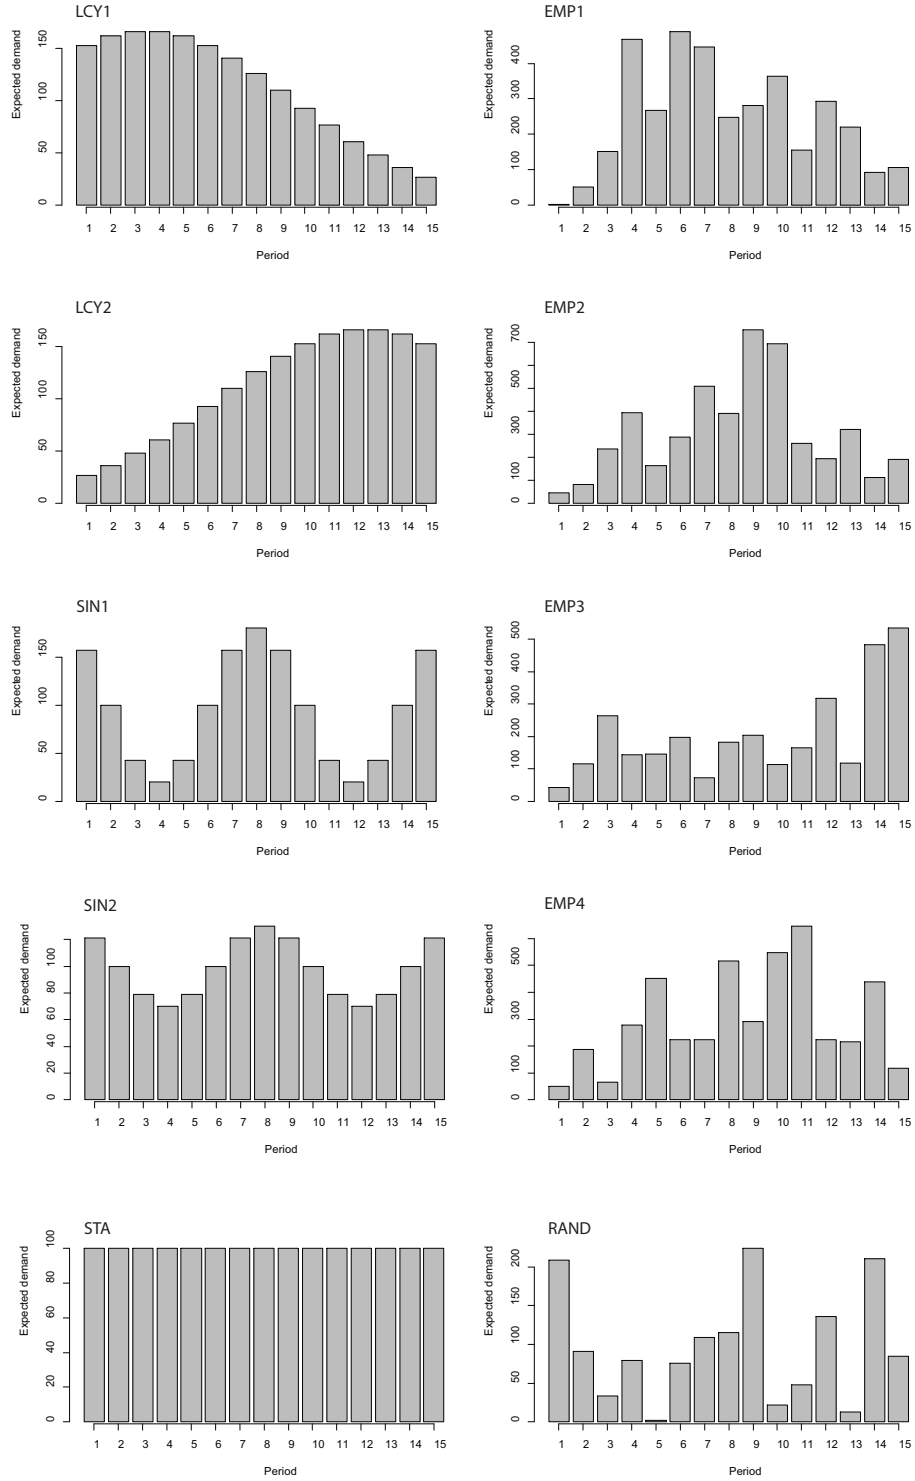 LCY1
Expected demand
0 50 100 150
1 2 3 4 5 6 7 8 9 10 11 12 13 14 15
Period
EMP1
Expected demand
0 100 200 300 400
1 2 3 4 5 6 7 8 9 10 11 12 13 14 15
Period
LCY2
Expected demand
0 50 100 150
1 2 3 4 5 6 7 8 9 10 11 12 13 14 15
Period
EMP2
Expected demand
0 100 300 500 700
1 2 3 4 5 6 7 8 9 10 11 12 13 14 15
Period
SIN1
Expected demand
0 50 100 150
1 2 3 4 5 6 7 8 9 10 11 12 13 14 15
Period
EMP3
Expected demand
0 100 200 300 400 500
1 2 3 4 5 6 7 8 9 10 11 12 13 14 15
Period
SIN2
Expected demand
0 20 40 60 80 100
1 2 3 4 5 6 7 8 9 10 11 12 13 14 15
Period
EMP4
Expected demand
0 100 300 500
1 2 3 4 5 6 7 8 9 10 11 12 13 14 15
Period
STA
Expected demand
0 20 40 60 80 100
1 2 3 4 5 6 7 8 9 10 11 12 13 14 15
Period
RAND
Expected demand
0 50 100 150 200
1 2 3 4 5 6 7 8 9 10 11 12 13 14 15
Period